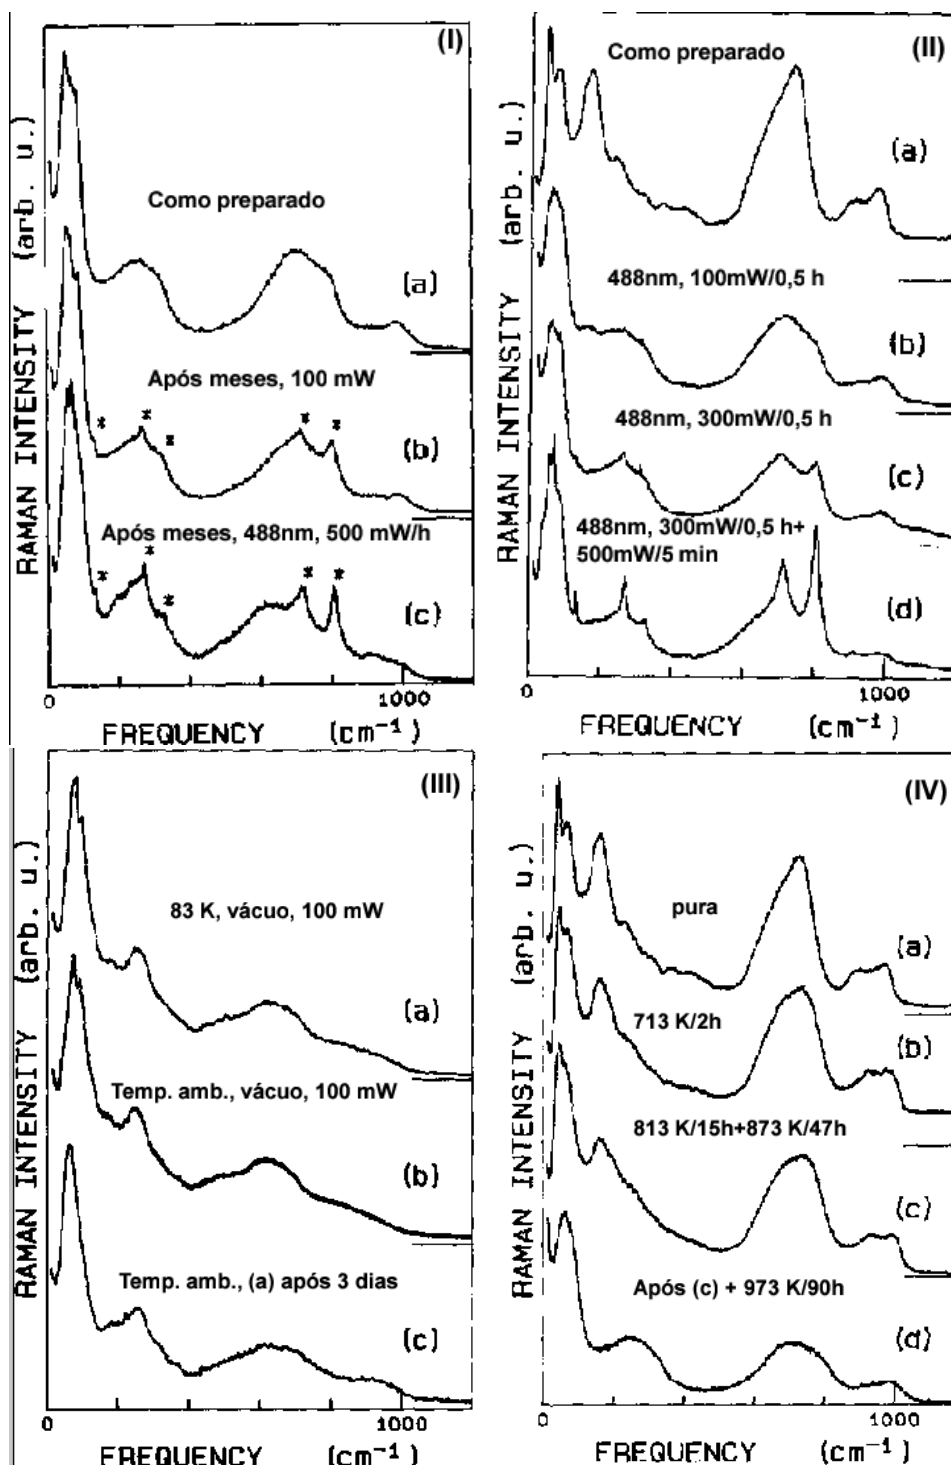 (I)
RAMAN INTENSITY (arb. u.)
Como preparado
(a)
Após meses, 100 mW
* * * * *
(b)
Após meses, 488nm, 500 mW/h
* * * * *
(c)
0 1000
FREQUENCY (cm⁻¹)
(II)
RAMAN INTENSITY (arb. u.)
Como preparado
(a)
488nm, 100mW/0,5 h
(b)
488nm, 300mW/0,5 h
(c)
488nm, 300mW/0,5 h+
500mW/5 min
(d)
0 1000
FREQUENCY (cm⁻¹)
(III)
RAMAN INTENSITY (arb. u.)
83 K, vácuo, 100 mW
(a)
Temp. amb., vácuo, 100 mW
(b)
Temp. amb., (a) após 3 dias
(c)
0 1000
FREQUENCY (cm⁻¹)
(IV)
RAMAN INTENSITY (arb. u.)
pura
(a)
713 K/2h
(b)
813 K/15h+873 K/47h
(c)
Após (c) + 973 K/90h
(d)
0 1000
FREQUENCY (cm⁻¹)